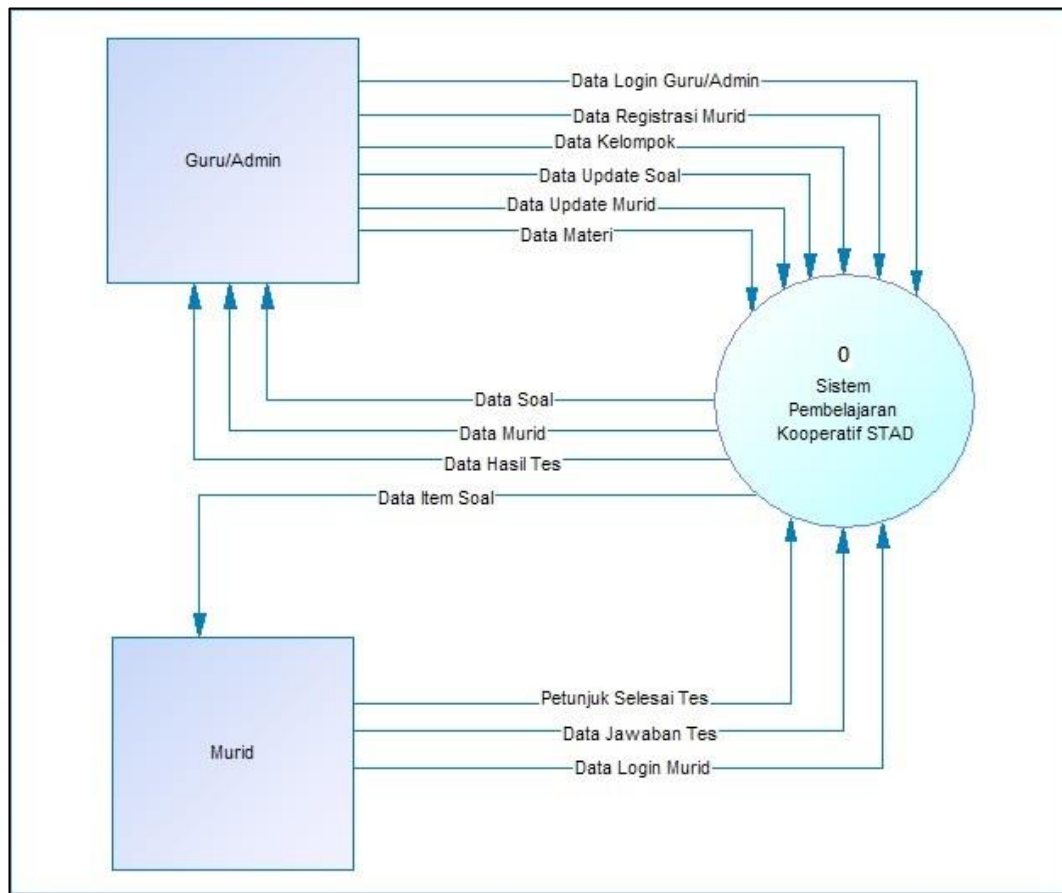 Data Login Guru/Admin
Data Registrasi Murid
Guru/Admin
Data Kelompok
Data Update Soal
Data Update Murid
Data Materi
0
Sistem
Pembelajaran
Kooperatif STAD
Data Soal
Data Murid
Data Hasil Tes
Data Item Soal
Petunjuk Selesai Tes
Data Jawaban Tes
Murid
Data Login Murid